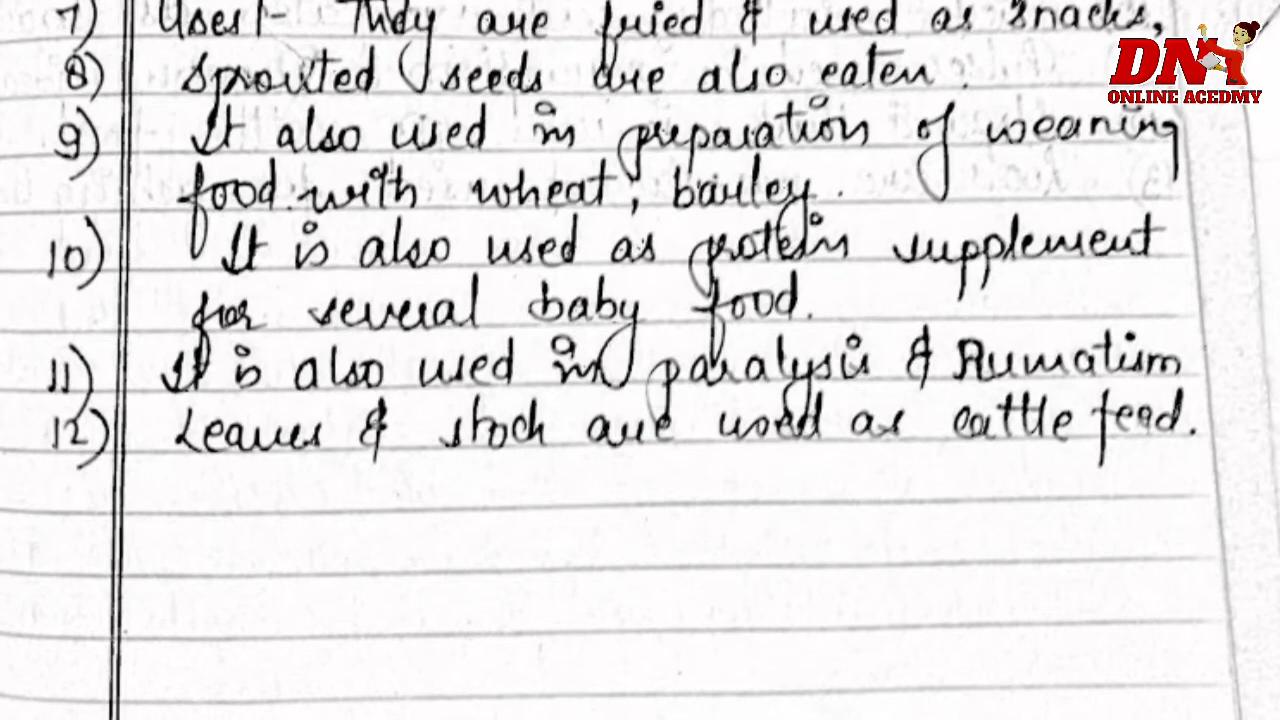 7) Uses:- They are fried & used as snacks,
8) Sprouted seeds are also eaten.
9) It also used in preparation of weaning
food with wheat, barley.
10) It is also used as protein supplement
for several baby food.
11) It is also used in paralysis & Rumatism
12) Leaves & stock are used as cattle feed.
DN
ONLINE ACEDMY